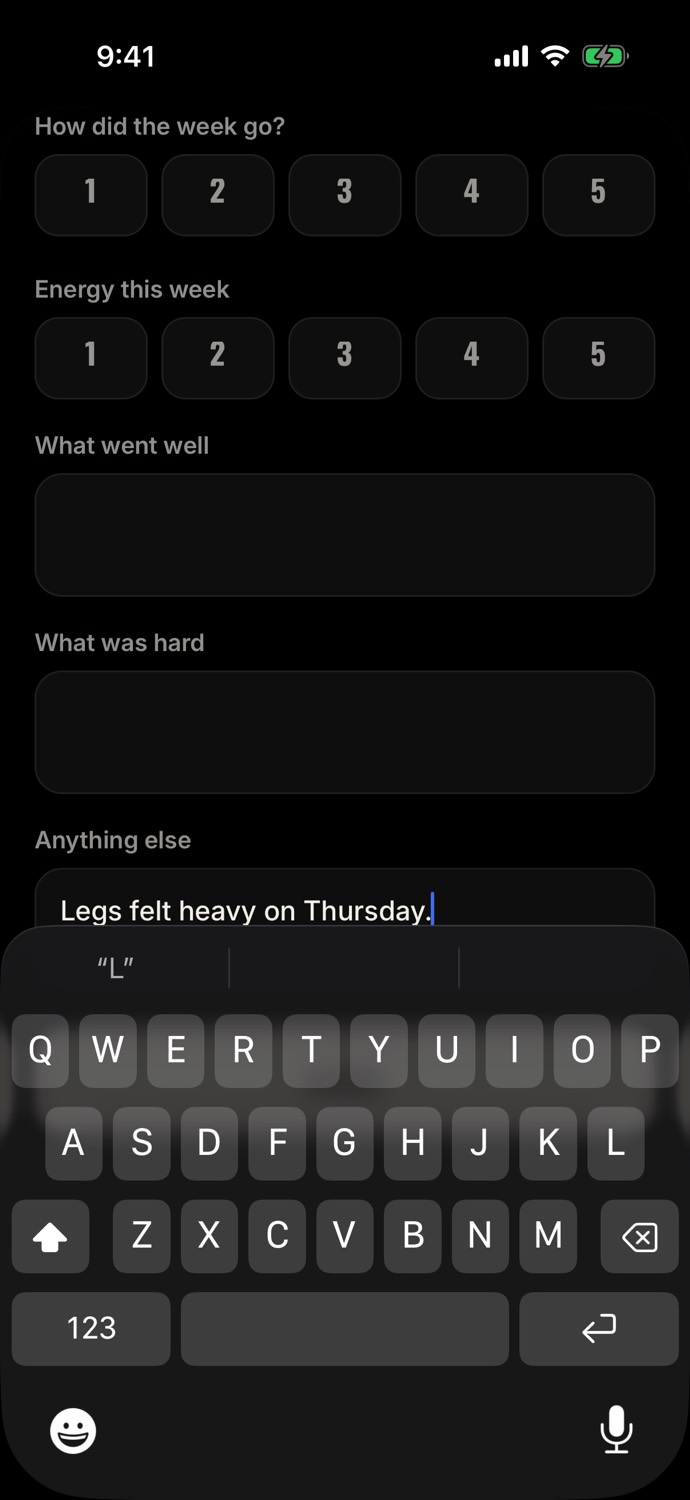 9:41
How did the week go?
1 2 3 4 5
Energy this week
1 2 3 4 5
What went well
What was hard
Anything else
Legs felt heavy on Thursday.
“L”
Q W E R T Y U I O P
A S D F G H J K L
Z X C V B N M
123